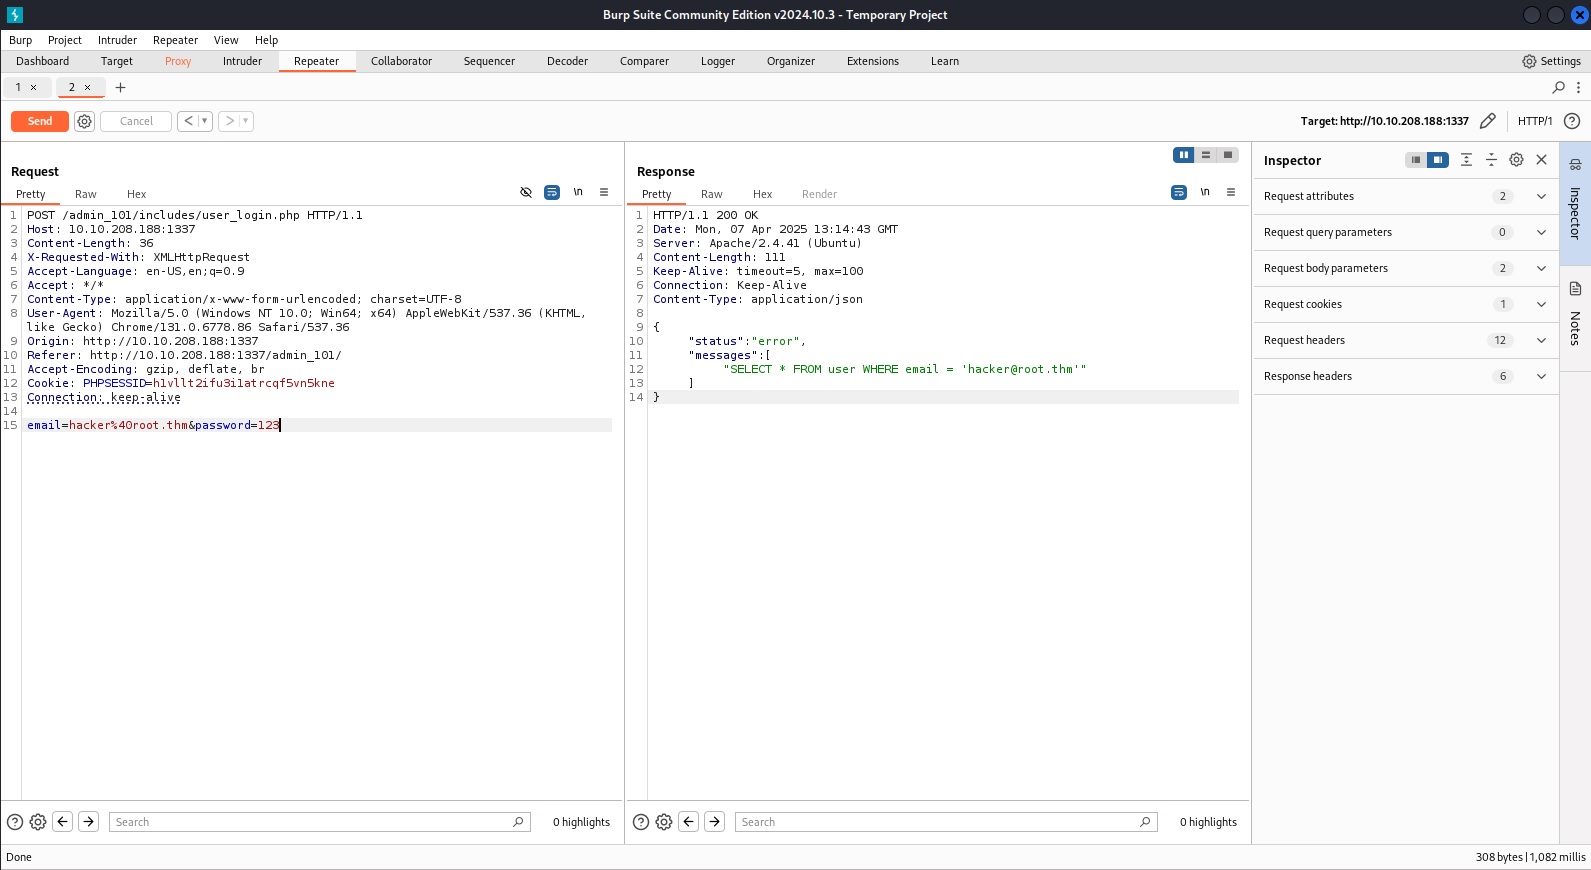 Burp Suite Community Edition v2024.10.3 - Temporary Project
Burp Project Intruder Repeater View Help
Dashboard Target Proxy Intruder Repeater Collaborator Sequencer Decoder Comparer Logger Organizer Extensions Learn Settings
1 × 2 × +
Send Cancel < > Target: http://10.10.208.188:1337 HTTP/1 ?
Request
Pretty Raw Hex \n
1 POST /admin_101/includes/user_login.php HTTP/1.1
2 Host: 10.10.208.188:1337
3 Content-Length: 36
4 X-Requested-With: XMLHttpRequest
5 Accept-Language: en-US,en;q=0.9
6 Accept: */*
7 Content-Type: application/x-www-form-urlencoded; charset=UTF-8
8 User-Agent: Mozilla/5.0 (Windows NT 10.0; Win64; x64) AppleWebKit/537.36 (KHTML,
like Gecko) Chrome/131.0.6778.86 Safari/537.36
9 Origin: http://10.10.208.188:1337
10 Referer: http://10.10.208.188:1337/admin_101/
11 Accept-Encoding: gzip, deflate, br
12 Cookie: PHPSESSID=h1vllt2ifu3i1atrcqf5vn5kne
13 Connection: keep-alive
14
15 email=hacker%40root.thm&password=123
Search 0 highlights
Response
Pretty Raw Hex Render \n
1 HTTP/1.1 200 OK
2 Date: Mon, 07 Apr 2025 13:14:43 GMT
3 Server: Apache/2.4.41 (Ubuntu)
4 Content-Length: 111
5 Keep-Alive: timeout=5, max=100
6 Connection: Keep-Alive
7 Content-Type: application/json
8
9 {
10 "status":"error",
11 "messages":[
12 "SELECT * FROM user WHERE email = 'hacker@root.thm'"
13 ]
14 }
Search 0 highlights
Inspector
Request attributes 2
Request query parameters 0
Request body parameters 2
Request cookies 1
Request headers 12
Response headers 6
Inspector
Notes
Done 308 bytes | 1,082 millis